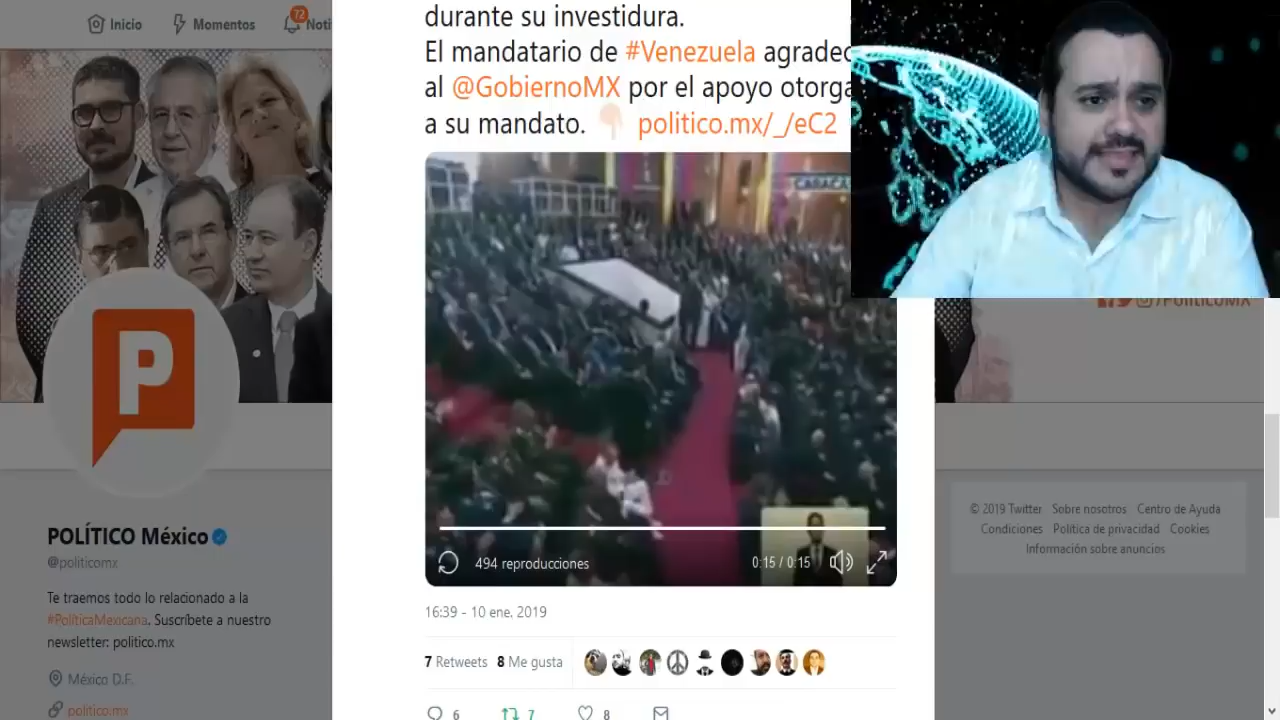 Inicio
Momentos
72
Noti
durante su investidura.
El mandatario de #Venezuela agradec
al @GobiernoMX por el apoyo otorga
a su mandato. politico.mx/_/eC2
CARACA
P
494 reproducciones
0:15 / 0:15
16:39 - 10 ene. 2019
7 Retweets 8 Me gusta
6
7
8
POLÍTICO México
@politicomx
Te traemos todo lo relacionado a la
#PolíticaMexicana. Suscríbete a nuestro
newsletter: politico.mx
México D.F.
politico.mx
/PolíticoMX
© 2019 Twitter Sobre nosotros Centro de Ayuda
Condiciones Política de privacidad Cookies
Información sobre anuncios